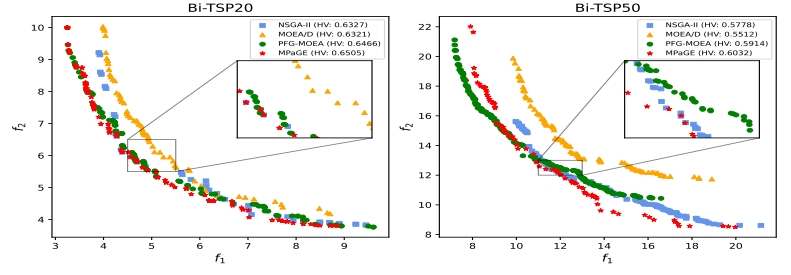 Bi-TSP20
NSGA-II (HV: 0.6327)
MOEA/D (HV: 0.6321)
PFG-MOEA (HV: 0.6466)
MPaGE (HV: 0.6505)
10
9
8
7
6
5
4
f2
3
4
5
6
7
8
9
f1
Bi-TSP50
NSGA-II (HV: 0.5778)
MOEA/D (HV: 0.5512)
PFG-MOEA (HV: 0.5914)
MPaGE (HV: 0.6032)
22
20
18
16
14
12
10
8
f2
8
10
12
14
16
18
20
f1